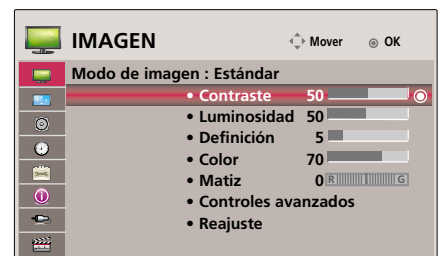 IMAGEN Mover OK
Modo de imagen : Estándar
• Contraste 50
• Luminosidad 50
• Definición 5
• Color 70
• Matiz 0 R G
• Controles avanzados
• Reajuste